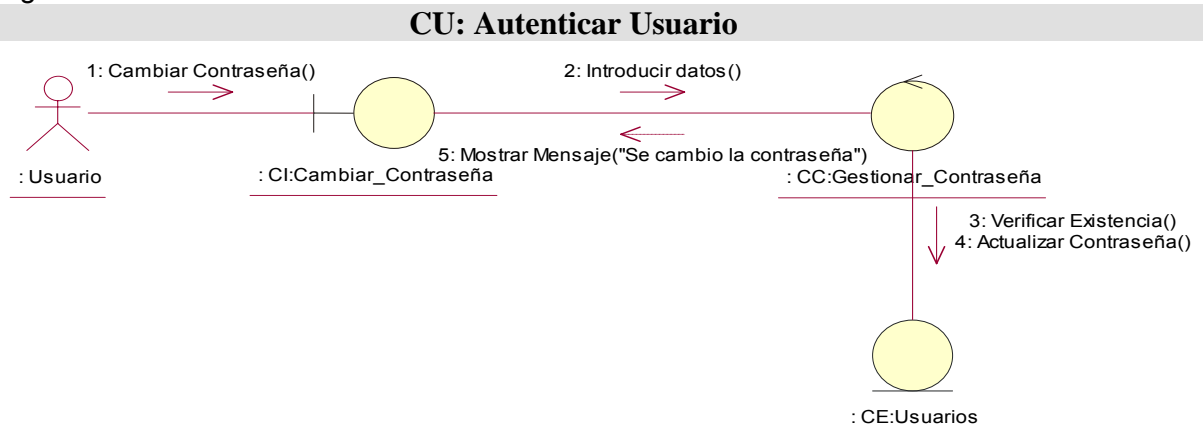 CU: Autenticar Usuario
1: Cambiar Contraseña()
2: Introducir datos()
5: Mostrar Mensaje("Se cambio la contraseña")
: Usuario
: CI:Cambiar_Contraseña
: CC:Gestionar_Contraseña
3: Verificar Existencia()
4: Actualizar Contraseña()
: CE:Usuarios